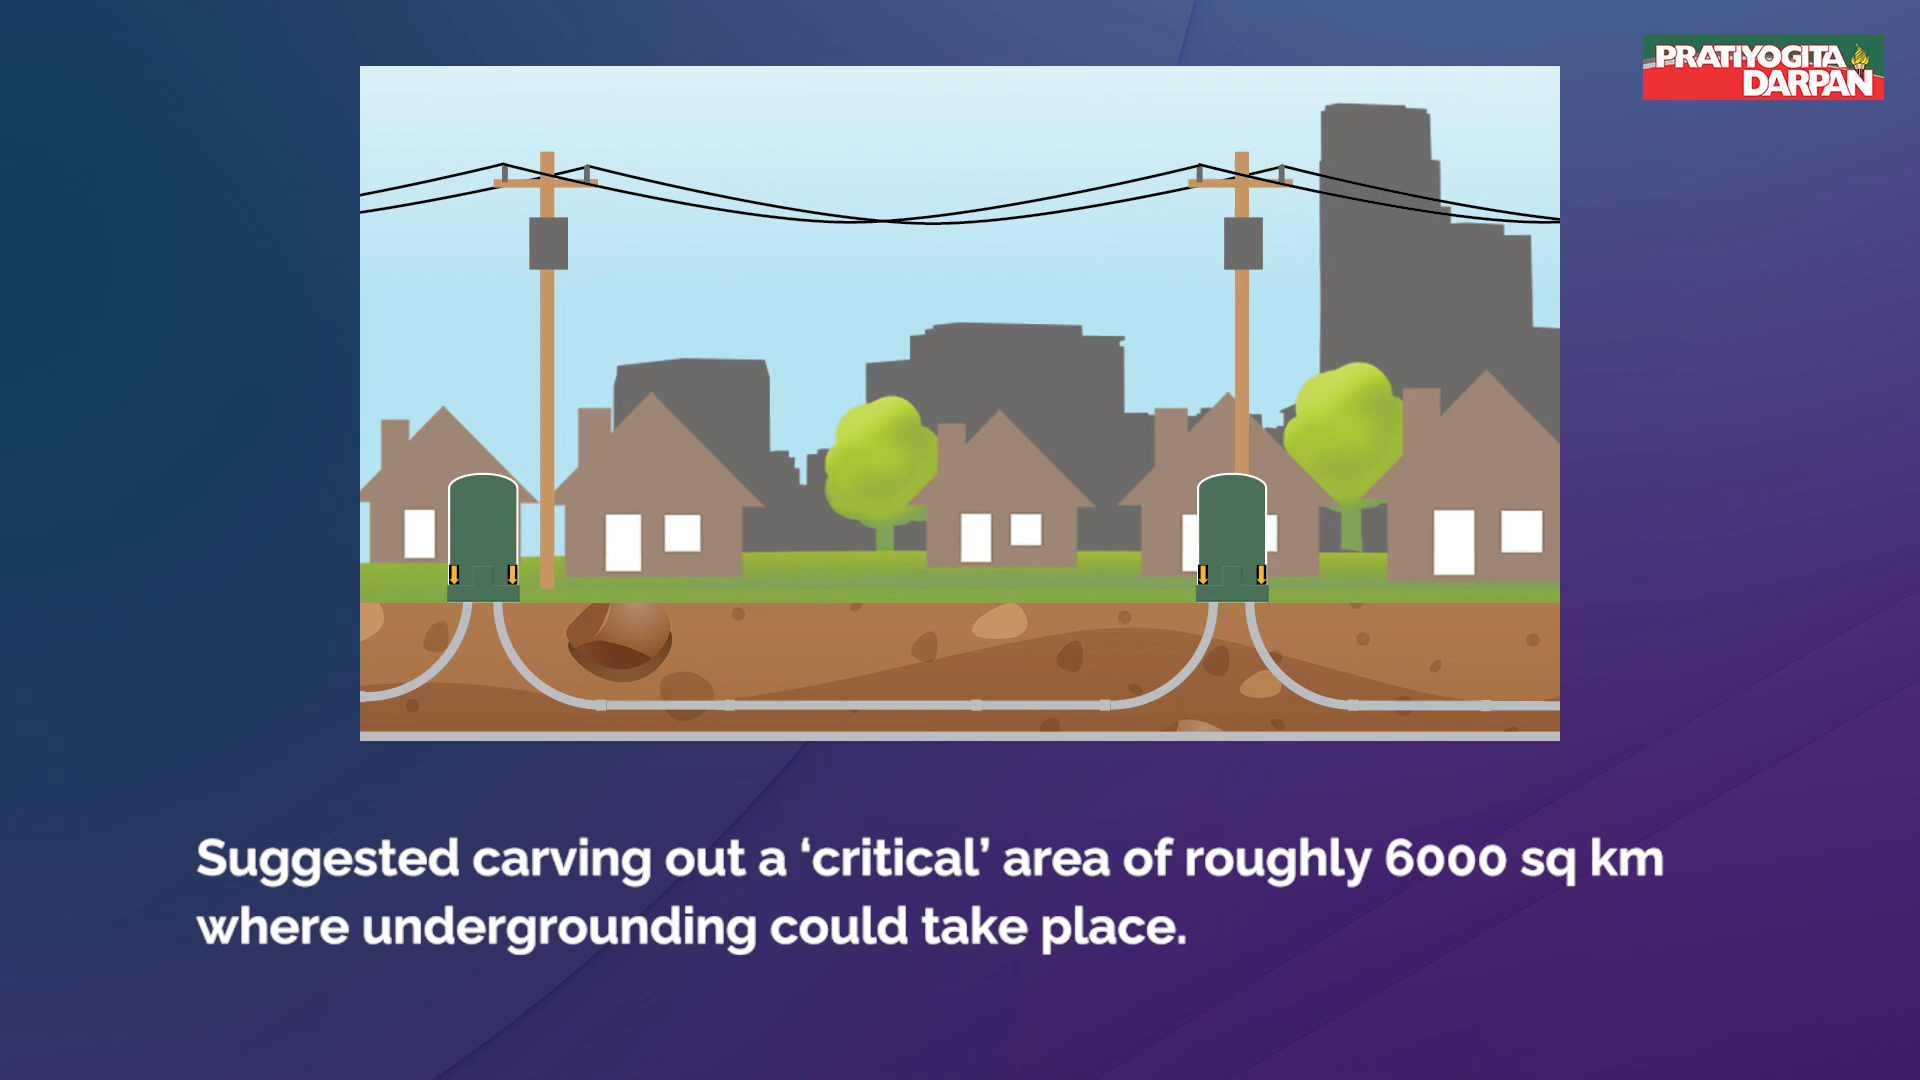 PRATIYOGITA
DARPAN
Suggested carving out a ‘critical’ area of roughly 6000 sq km
where undergrounding could take place.